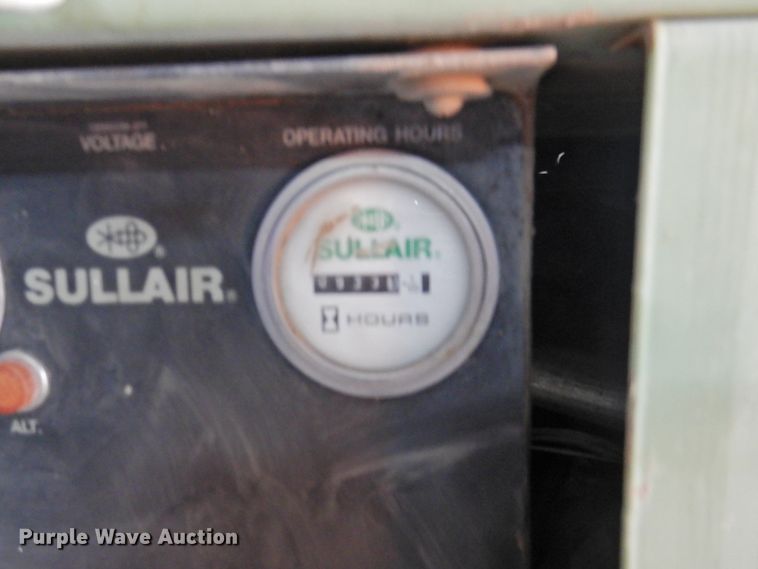 VOLTAGE
OPERATING HOURS
SULLAIR®
SULLAIR®
HOURS
ALT.
Purple Wave Auction